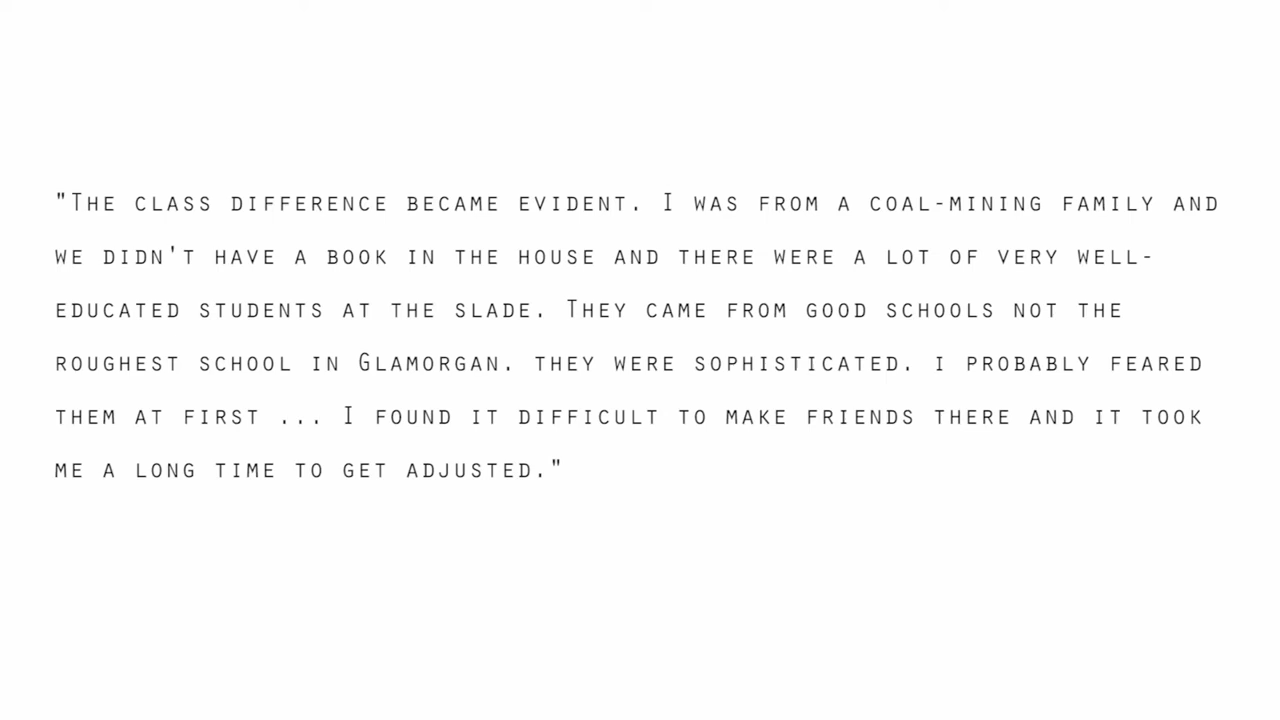 "The class difference became evident. I was from a coal-mining family and
we didn't have a book in the house and there were a lot of very well-
educated students at the slade. They came from good schools not the
roughest school in Glamorgan. they were sophisticated. i probably feared
them at first ... I found it difficult to make friends there and it took
me a long time to get adjusted."